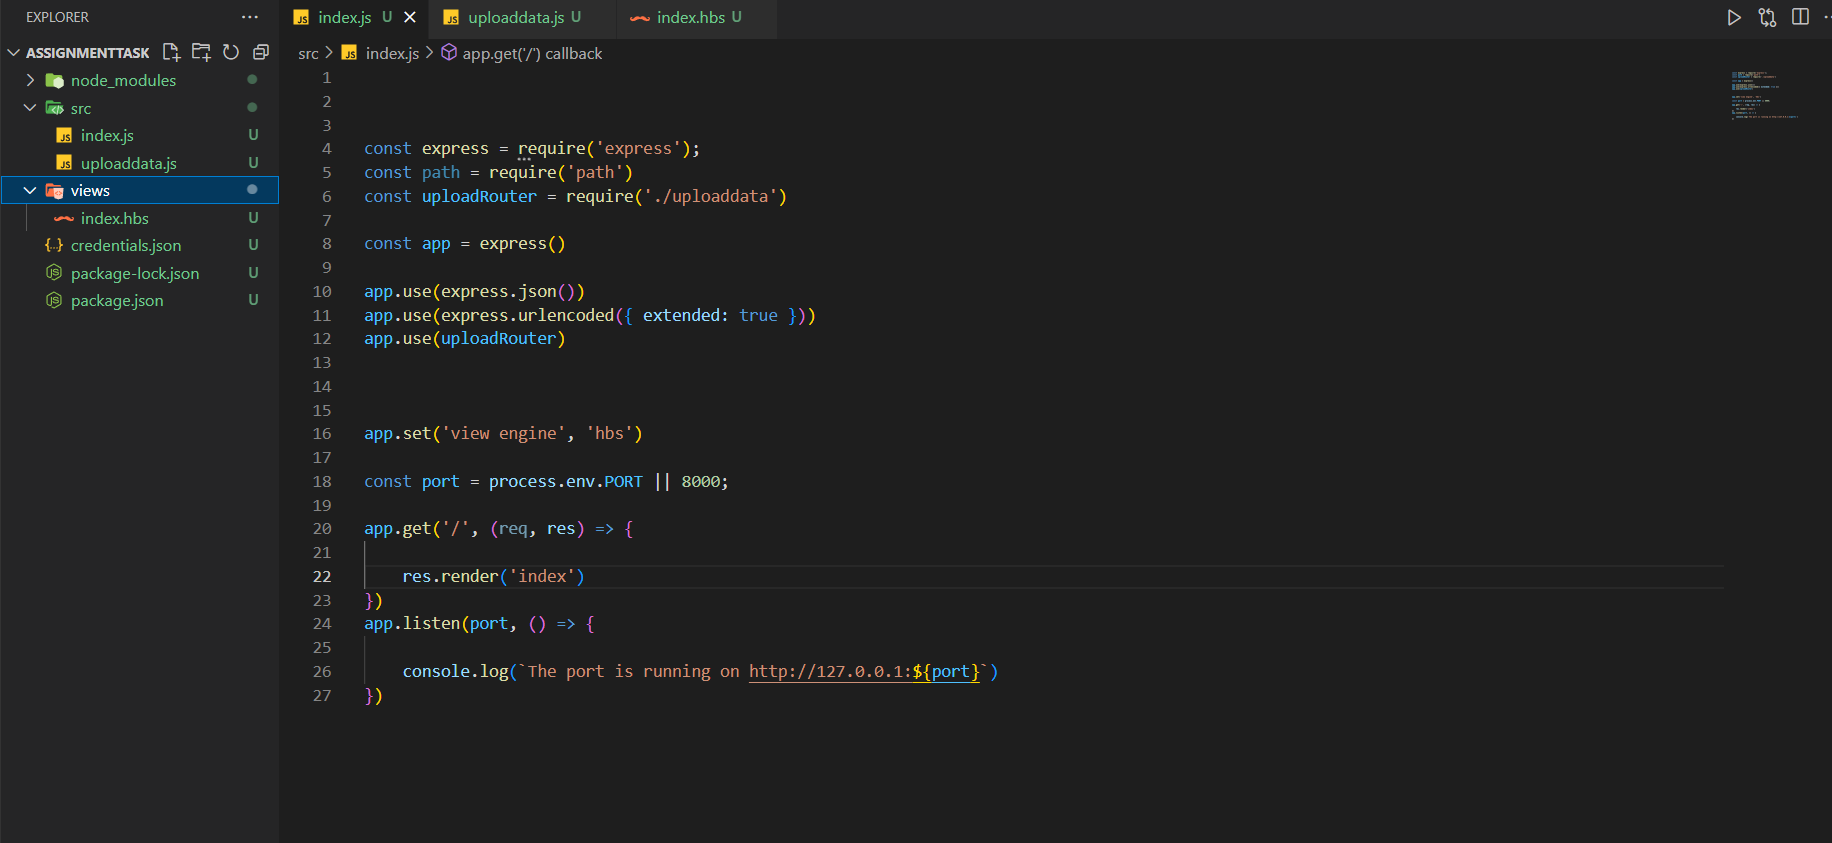 EXPLORER
ASSIGNMENTTASK
node_modules
src
index.js U
uploaddata.js U
views
index.hbs U
credentials.json U
package-lock.json U
package.json U
index.js U
uploaddata.js U
index.hbs U
src > index.js > app.get('/') callback
1
2
3
4 const express = require('express');
5 const path = require('path')
6 const uploadRouter = require('./uploaddata')
7
8 const app = express()
9
10 app.use(express.json())
11 app.use(express.urlencoded({ extended: true }))
12 app.use(uploadRouter)
13
14
15
16 app.set('view engine', 'hbs')
17
18 const port = process.env.PORT || 8000;
19
20 app.get('/', (req, res) => {
21
22 res.render('index')
23 })
24 app.listen(port, () => {
25
26 console.log(`The port is running on http://127.0.0.1:${port}`)
27 })